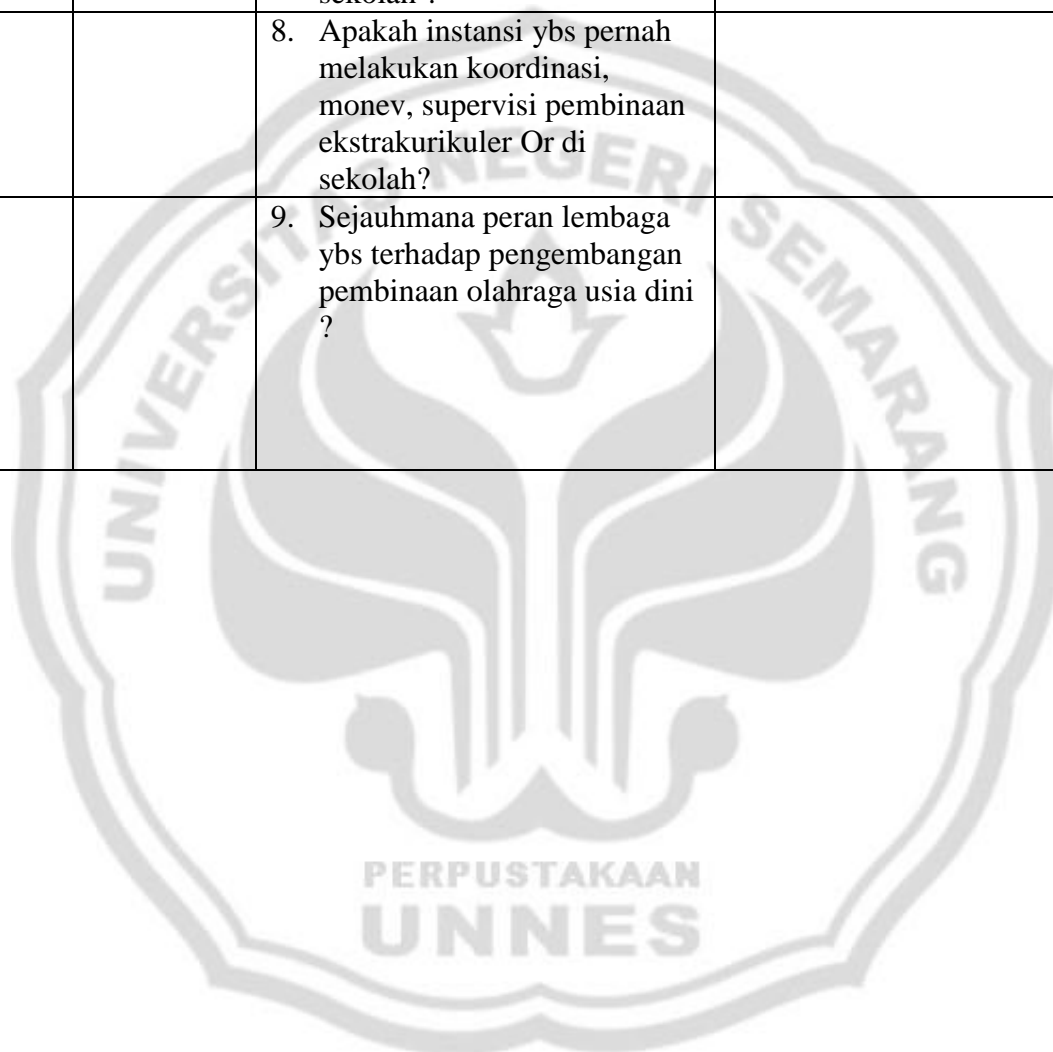 sekolah ?
8. Apakah instansi ybs pernah
melakukan koordinasi,
monev, supervisi pembinaan
ekstrakurikuler Or di
sekolah?
9. Sejauhmana peran lembaga
ybs terhadap pengembangan
pembinaan olahraga usia dini
?
UNIVERSITAS NEGERI SEMARANG
PERPUSTAKAAN
UNNES